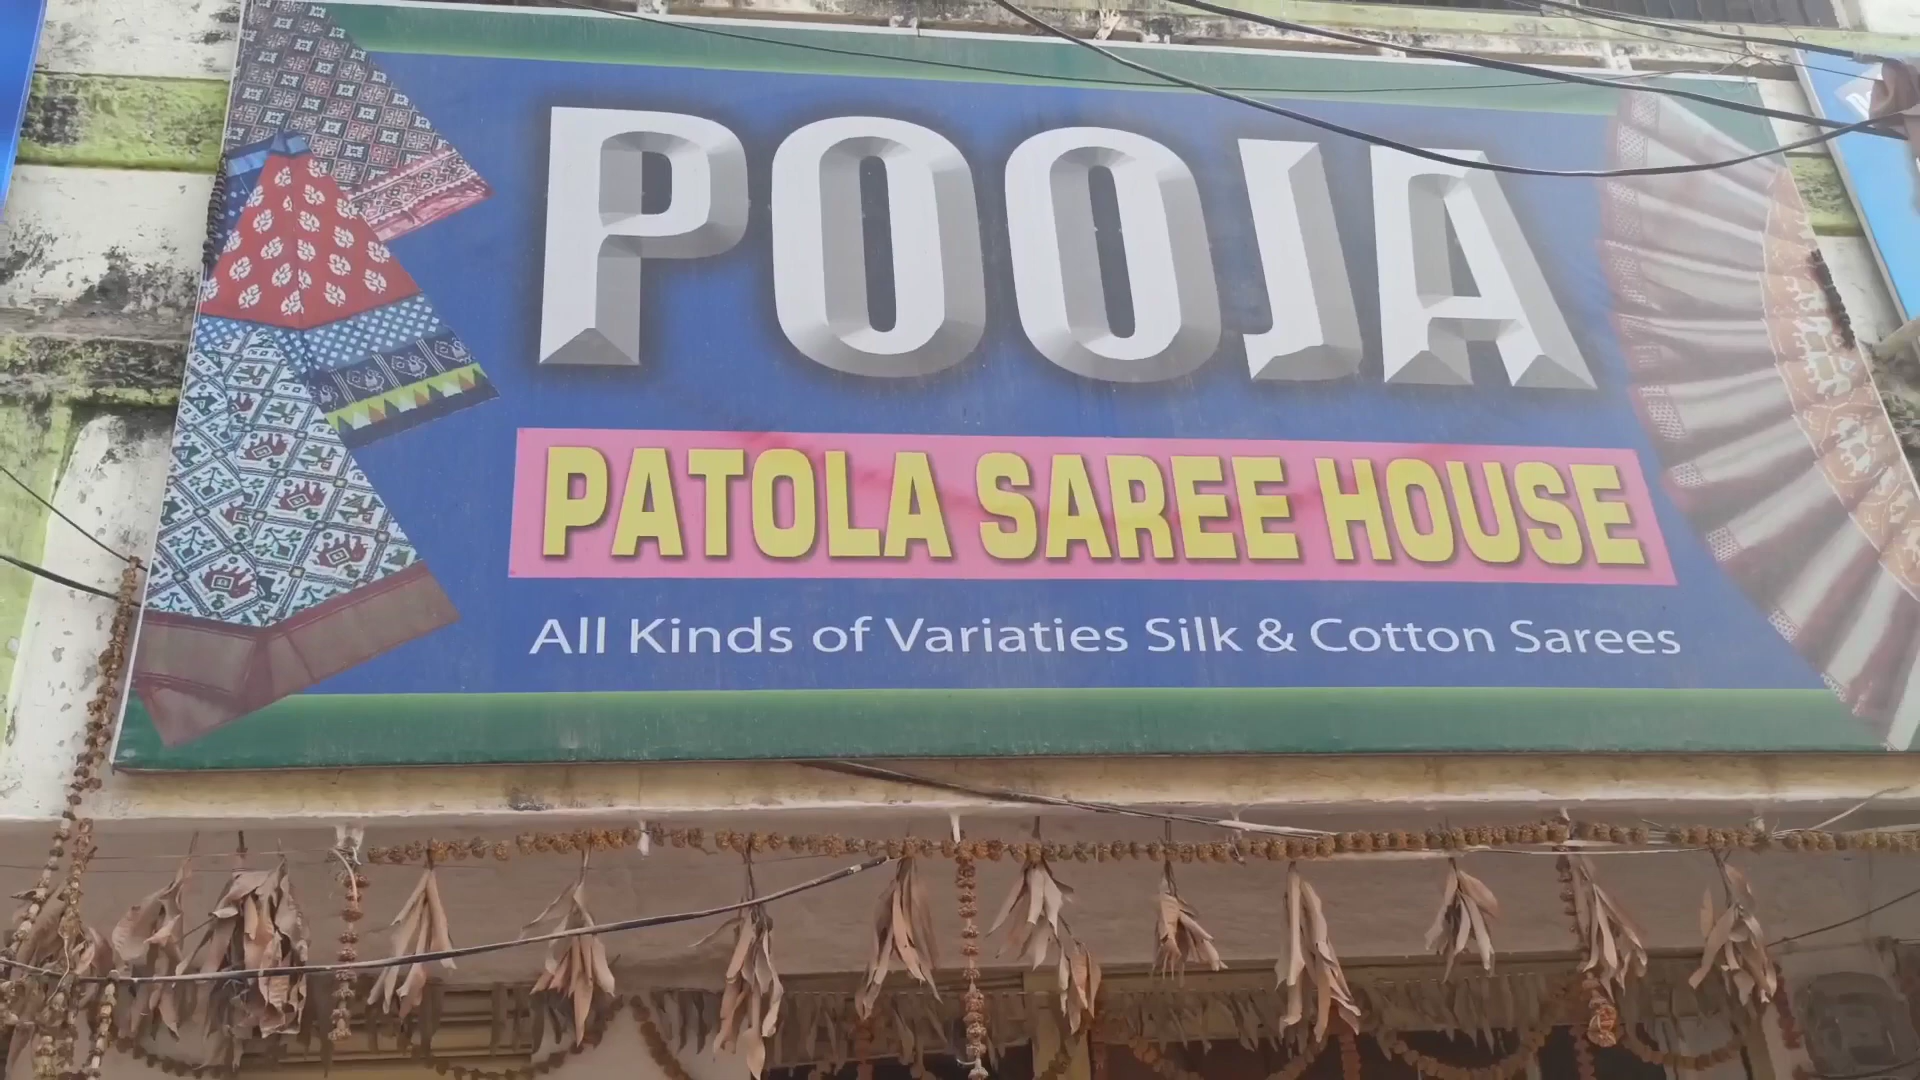 POOJA
PATOLA SAREE HOUSE
All Kinds of Variaties Silk & Cotton Sarees